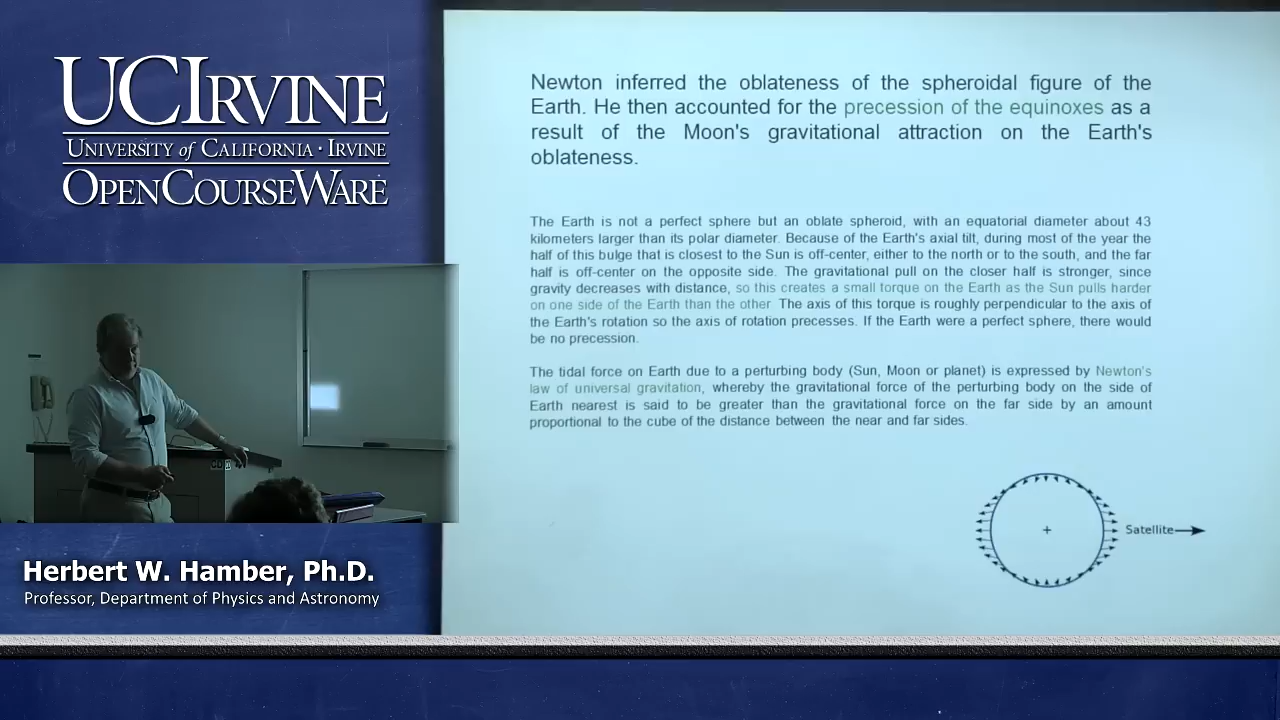 UCIRVINE
UNIVERSITY of CALIFORNIA · IRVINE
OPENCOURSEWARE
Herbert W. Hamber, Ph.D.
Professor, Department of Physics and Astronomy
Newton inferred the oblateness of the spheroidal figure of the
Earth. He then accounted for the precession of the equinoxes as a
result of the Moon's gravitational attraction on the Earth's
oblateness.
The Earth is not a perfect sphere but an oblate spheroid, with an equatorial diameter about 43
kilometers larger than its polar diameter. Because of the Earth's axial tilt, during most of the year the
half of this bulge that is closest to the Sun is off-center, either to the north or to the south, and the far
half is off-center on the opposite side. The gravitational pull on the closer half is stronger, since
gravity decreases with distance, so this creates a small torque on the Earth as the Sun pulls harder
on one side of the Earth than the other. The axis of this torque is roughly perpendicular to the axis of
the Earth's rotation so the axis of rotation precesses. If the Earth were a perfect sphere, there would
be no precession.
The tidal force on Earth due to a perturbing body (Sun, Moon or planet) is expressed by Newton's
law of universal gravitation, whereby the gravitational force of the perturbing body on the side of
Earth nearest is said to be greater than the gravitational force on the far side by an amount
proportional to the cube of the distance between the near and far sides.
Satellite